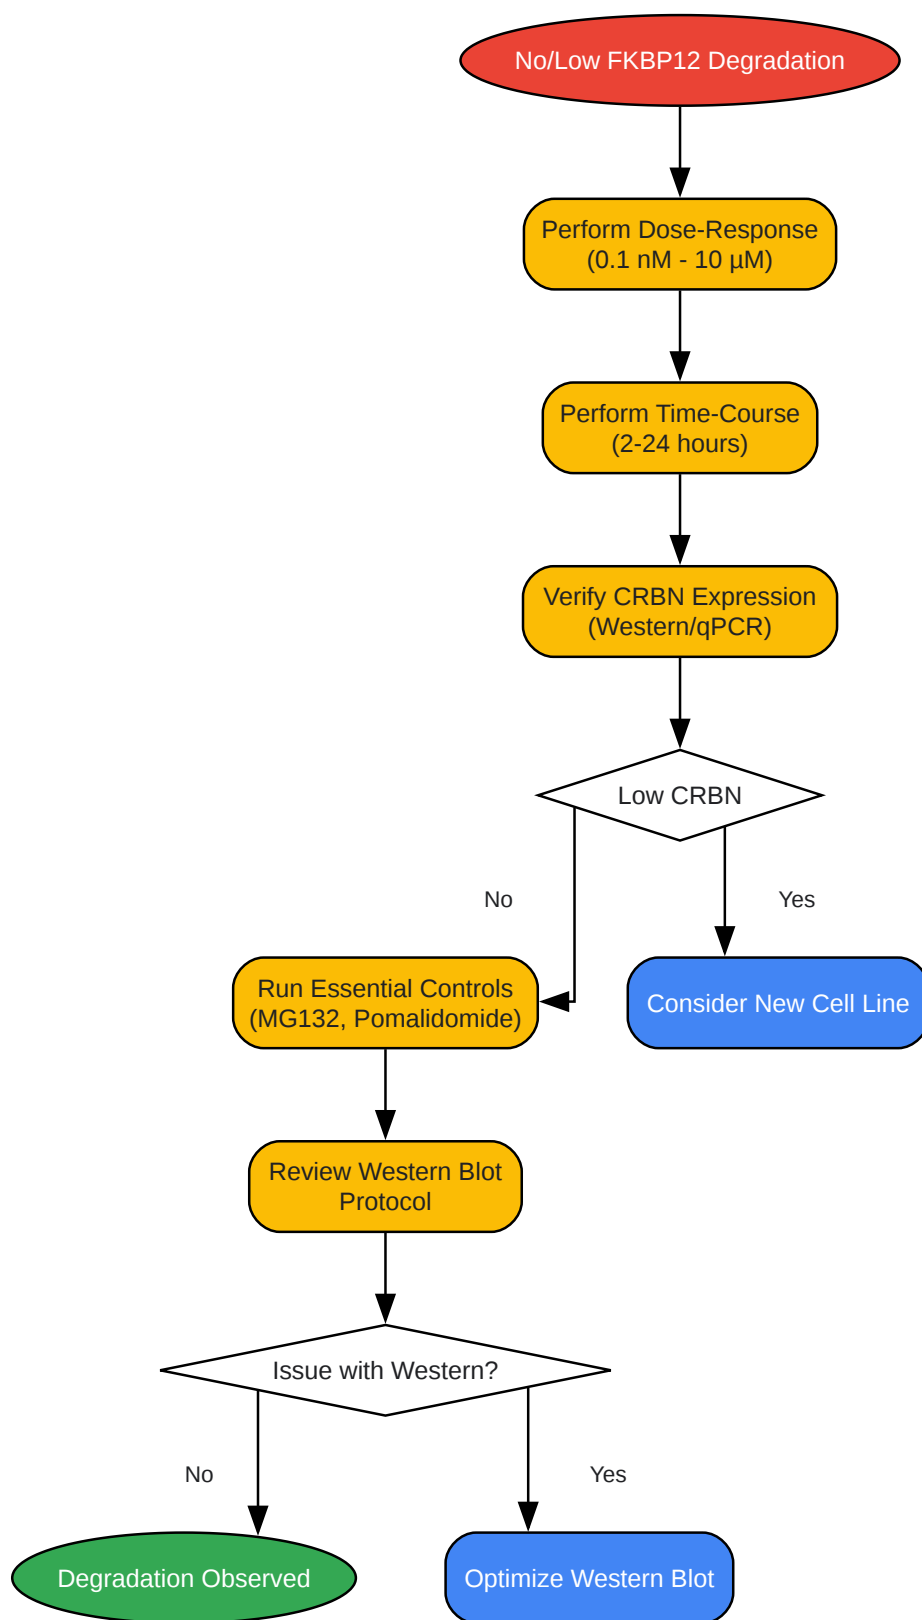 No/Low FKBP12 Degradation
Perform Dose-Response
(0.1 nM - 10 µM)
Perform Time-Course
(2-24 hours)
Verify CRBN Expression
(Western/qPCR)
Low CRBN
No
Yes
Run Essential Controls
(MG132, Pomalidomide)
Consider New Cell Line
Review Western Blot
Protocol
Issue with Western?
No
Yes
Degradation Observed
Optimize Western Blot